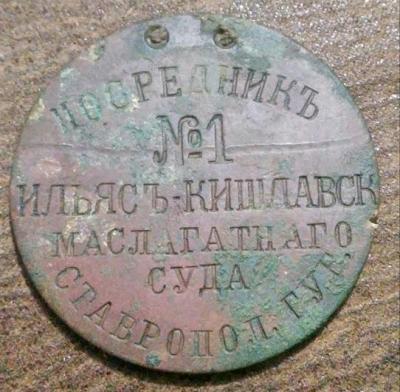 ПОСРЕДНИКЪ
№1
ИЛЬЯСЪ-КИШЛАВСК
МАСЛАГАТНАГО
СУДА
СТАВРОПОЛ. ГУБ.